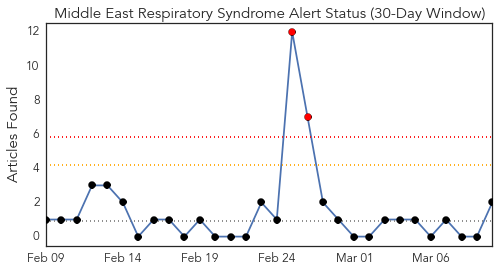 Middle East Respiratory Syndrome Alert Status (30-Day Window)
Articles Found
12
10
8
6
4
2
0
Feb 09 Feb 14 Feb 19 Feb 24 Mar 01 Mar 06